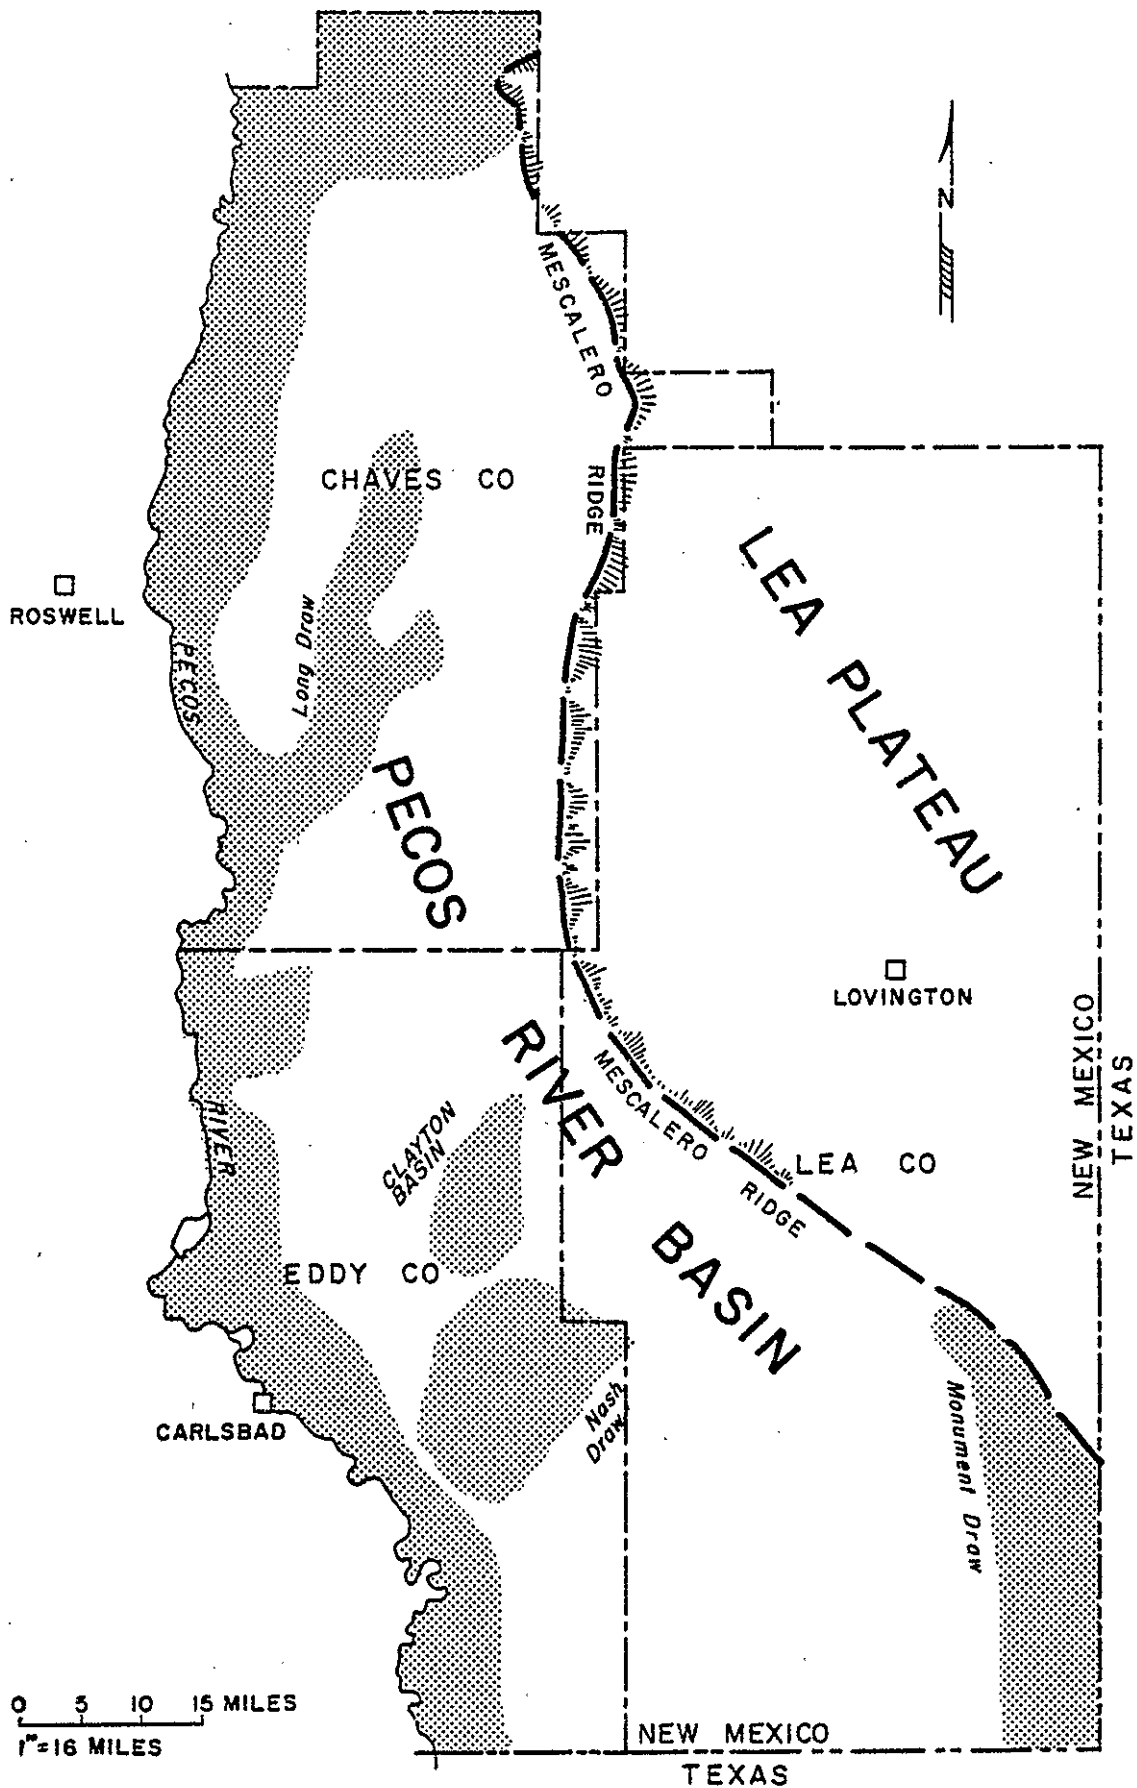 N
MESCALERO
RIDGE
CHAVES CO
LEA PLATEAU
ROSWELL
Long Draw
PECOS
PECOS
LOVINGTON
RIVER
MESCALERO
RIDGE
LEA CO
NEW MEXICO
TEXAS
RIVER
CLAYTON
BASIN
BASIN
EDDY CO
Nash
Draw
Monument Draw
CARLSBAD
0 5 10 15 MILES
1"=16 MILES
NEW MEXICO
TEXAS